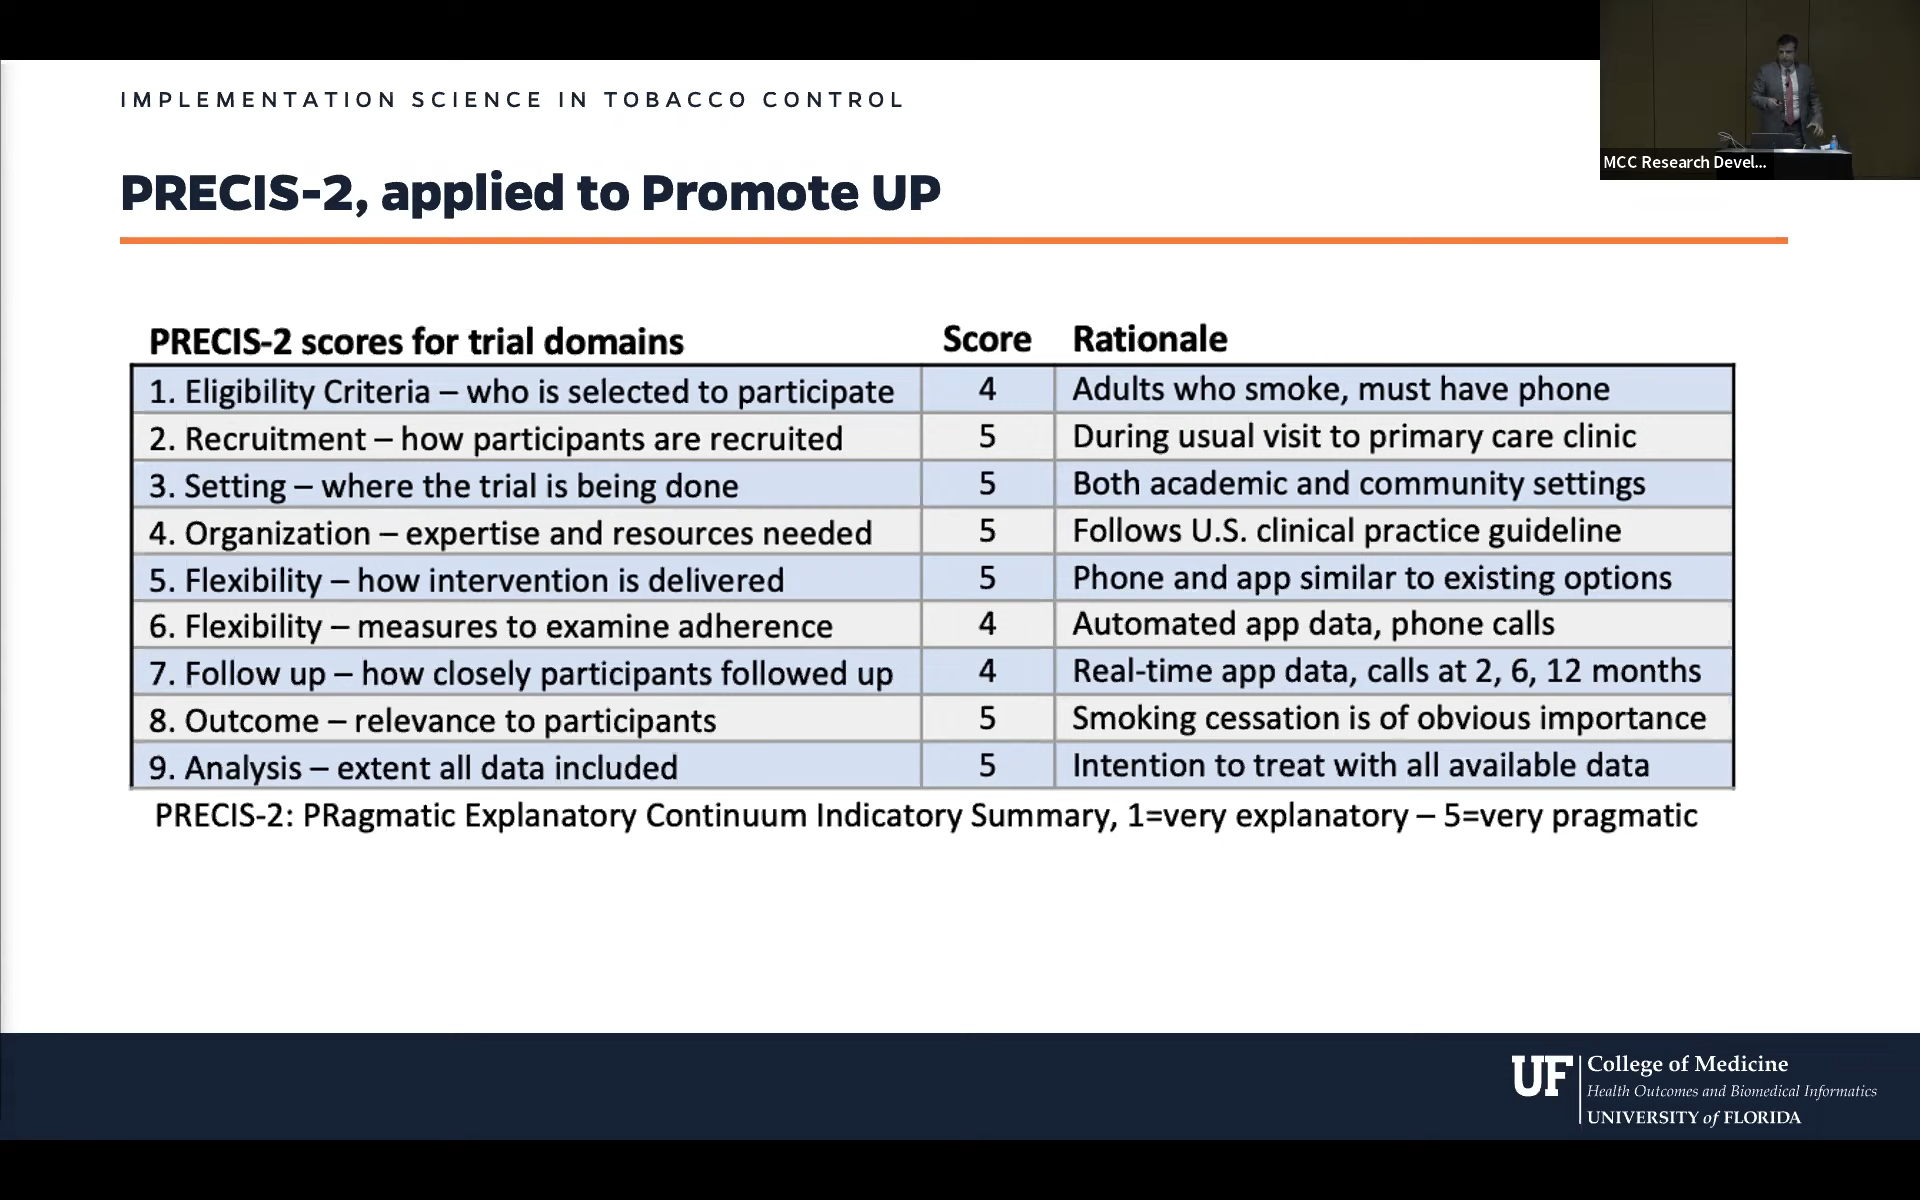 IMPLEMENTATION SCIENCE IN TOBACCO CONTROL
MCC Research Devel...
PRECIS-2, applied to Promote UP
PRECIS-2 scores for trial domains Score Rationale
1. Eligibility Criteria – who is selected to participate 4 Adults who smoke, must have phone
2. Recruitment – how participants are recruited 5 During usual visit to primary care clinic
3. Setting – where the trial is being done 5 Both academic and community settings
4. Organization – expertise and resources needed 5 Follows U.S. clinical practice guideline
5. Flexibility – how intervention is delivered 5 Phone and app similar to existing options
6. Flexibility – measures to examine adherence 4 Automated app data, phone calls
7. Follow up – how closely participants followed up 4 Real-time app data, calls at 2, 6, 12 months
8. Outcome – relevance to participants 5 Smoking cessation is of obvious importance
9. Analysis – extent all data included 5 Intention to treat with all available data
PRECIS-2: PRagmatic Explanatory Continuum Indicatory Summary, 1=very explanatory – 5=very pragmatic
UF College of Medicine
Health Outcomes and Biomedical Informatics
UNIVERSITY of FLORIDA